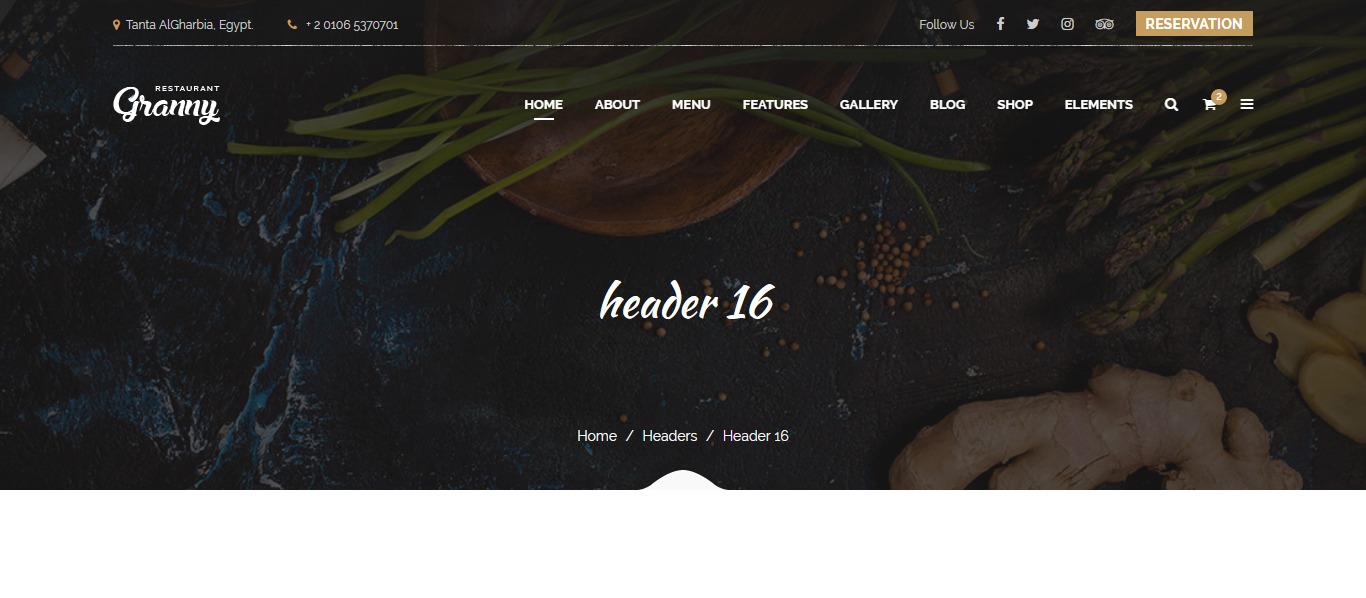 Tanta AlGharbia, Egypt. + 2 0106 5370701 Follow Us RESERVATION
RESTAURANT
Granny
HOME ABOUT MENU FEATURES GALLERY BLOG SHOP ELEMENTS 2
header 16
Home / Headers / Header 16